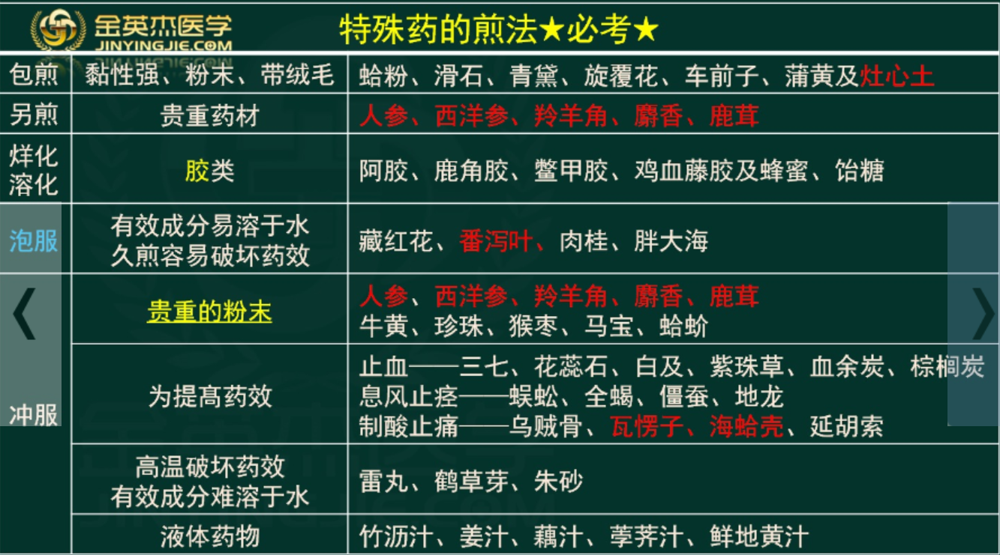 金英杰医学
JINYINGJIE.COM
特殊药的煎法★必考★
包煎
黏性强、粉末、带绒毛
蛤粉、滑石、青黛、旋覆花、车前子、蒲黄及灶心土
另煎
贵重药材
人参、西洋参、羚羊角、麝香、鹿茸
烊化
溶化
胶类
阿胶、鹿角胶、鳖甲胶、鸡血藤胶及蜂蜜、饴糖
泡服
有效成分易溶于水
久煎容易破坏药效
藏红花、番泻叶、肉桂、胖大海
冲服
贵重的粉末
人参、西洋参、羚羊角、麝香、鹿茸
牛黄、珍珠、猴枣、马宝、蛤蚧
为提高药效
止血——三七、花蕊石、白及、紫珠草、血余炭、棕榈炭
息风止痉——蜈蚣、全蝎、僵蚕、地龙
制酸止痛——乌贼骨、瓦愣子、海蛤壳、延胡索
高温破坏药效
有效成分难溶于水
雷丸、鹤草芽、朱砂
液体药物
竹沥汁、姜汁、藕汁、荸荠汁、鲜地黄汁